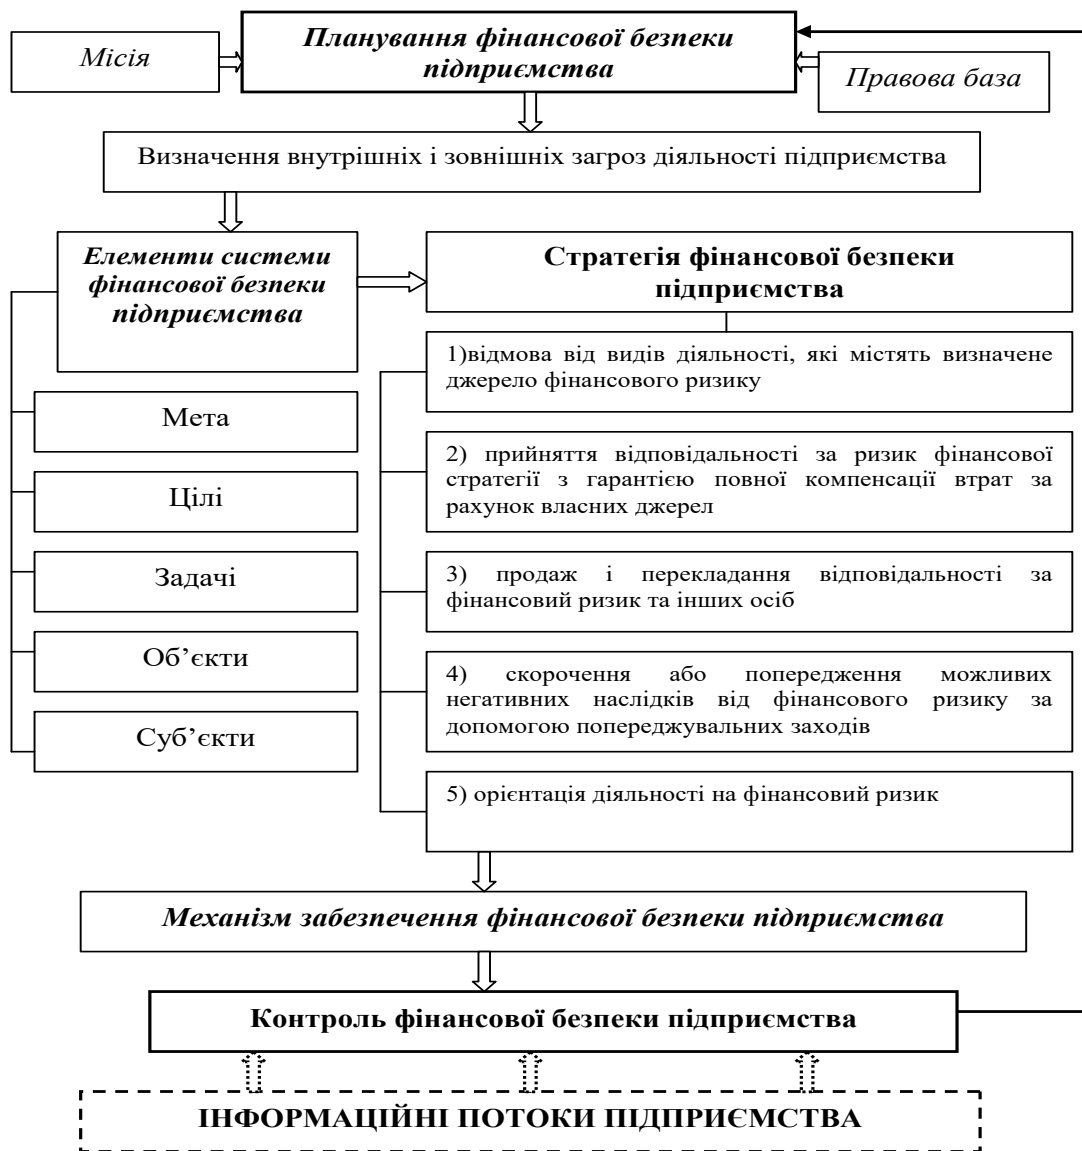 Планування фінансової безпеки
підприємства
Місія
Правова база
Визначення внутрішніх і зовнішніх загроз діяльності підприємства
Елементи системи
фінансової безпеки
підприємства
Мета
Цілі
Задачі
Об’єкти
Суб’єкти
Стратегія фінансової безпеки
підприємства
1)відмова від видів діяльності, які містять визначене
джерело фінансового ризику
2) прийняття відповідальності за ризик фінансової
стратегії з гарантією повної компенсації втрат за
рахунок власних джерел
3) продаж і перекладання відповідальності за
фінансовий ризик та інших осіб
4) скорочення або попередження можливих
негативних наслідків від фінансового ризику за
допомогою попереджувальних заходів
5) орієнтація діяльності на фінансовий ризик
Механізм забезпечення фінансової безпеки підприємства
Контроль фінансової безпеки підприємства
ІНФОРМАЦІЙНІ ПОТОКИ ПІДПРИЄМСТВА